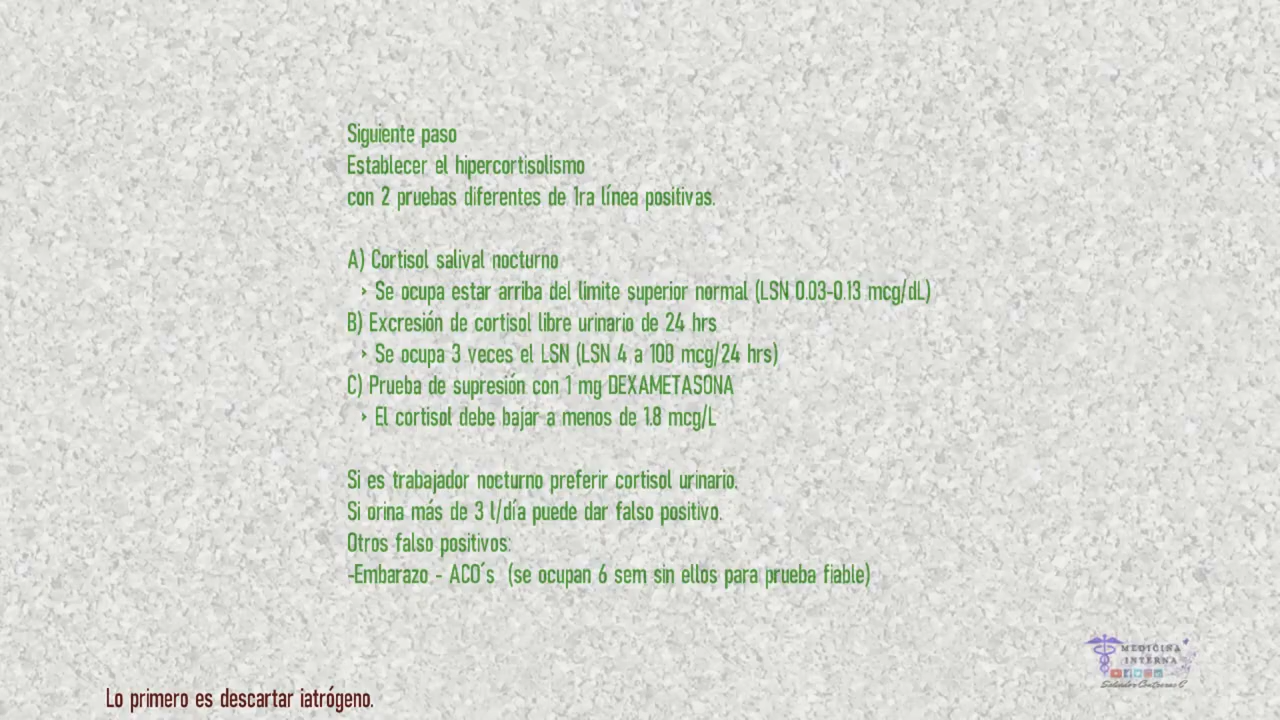 Siguiente paso
Establecer el hipercortisolismo
con 2 pruebas diferentes de 1ra línea positivas.
A) Cortisol salival nocturno
> Se ocupa estar arriba del limite superior normal (LSN 0.03-0.13 mcg/dL)
B) Excresión de cortisol libre urinario de 24 hrs
> Se ocupa 3 veces el LSN (LSN 4 a 100 mcg/24 hrs)
C) Prueba de supresión con 1 mg DEXAMETASONA
> El cortisol debe bajar a menos de 1.8 mcg/L
Si es trabajador nocturno preferir cortisol urinario.
Si orina más de 3 l/día puede dar falso positivo.
Otros falso positivos:
-Embarazo - ACO´s (se ocupan 6 sem sin ellos para prueba fiable)
MEDICINA
INTERNA
Salvador Contreras G
Lo primero es descartar iatrógeno.